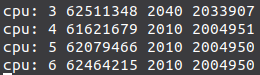 cpu: 3 62511348 2040 2033907
cpu: 4 61621679 2010 2004951
cpu: 5 62079466 2010 2004950
cpu: 6 62464215 2010 2004950